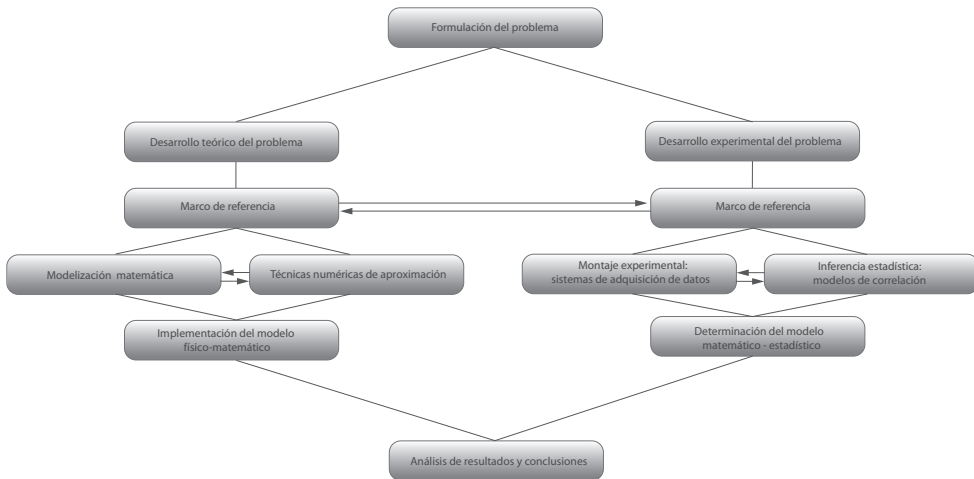 Formulación del problema
Desarrollo teórico del problema
Desarrollo experimental del problema
Marco de referencia
Marco de referencia
Modelización matemática
Técnicas numéricas de aproximación
Montaje experimental:
sistemas de adquisición de datos
Inferencia estadística:
modelos de correlación
Implementación del modelo
físico-matemático
Determinación del modelo
matemático - estadístico
Análisis de resultados y conclusiones